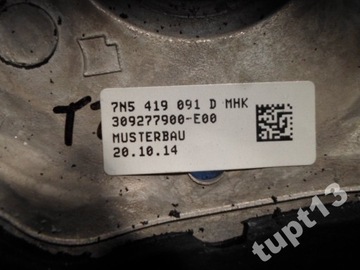 7N5 419 091 D MHK
309277900-E00
MUSTERBAU
20.10.14
tupt13